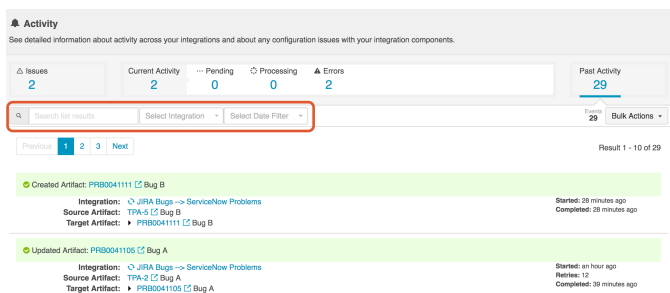 Activity
See detailed information about activity across your integrations and about any configuration issues with your integration components.
Issues Current Activity Pending Processing Errors Past Activity
2 2 0 0 2 29
Search list results Select Integration Select Date Filter Events 29 Bulk Actions
Previous 1 2 3 Next Result 1 - 10 of 29
Created Artifact: PRB0041111 Bug B
Integration: JIRA Bugs --> ServiceNow Problems Started: 28 minutes ago
Source Artifact: TPA-5 Bug B Completed: 28 minutes ago
Target Artifact: PRB0041111 Bug B
Updated Artifact: PRB0041105 Bug A
Integration: JIRA Bugs --> ServiceNow Problems Started: an hour ago
Source Artifact: TPA-2 Bug A Retries: 12
Target Artifact: PRB0041105 Bug A Completed: 39 minutes ago